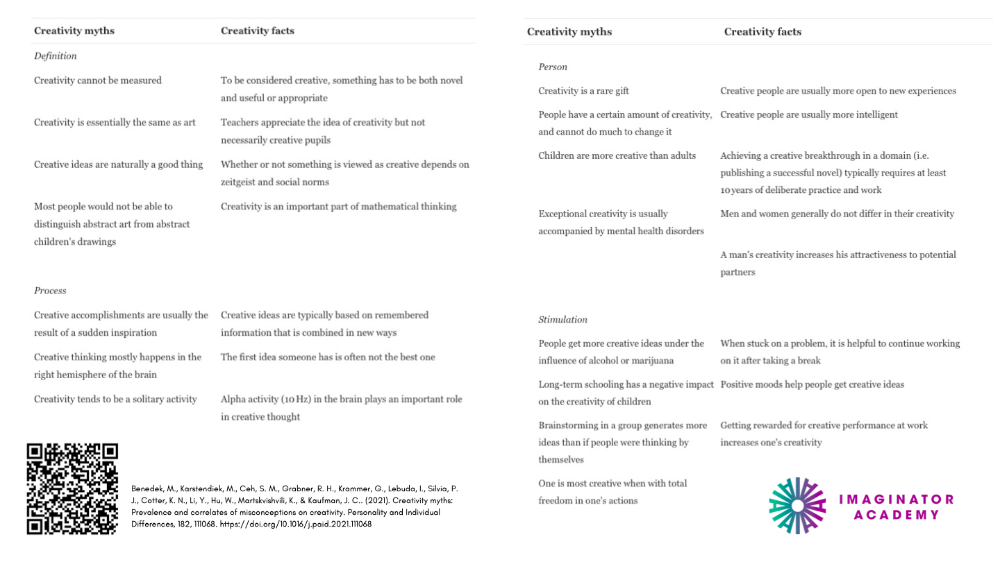 Creativity myths Creativity facts
Definition
Creativity cannot be measured To be considered creative, something has to be both novel
and useful or appropriate
Creativity is essentially the same as art Teachers appreciate the idea of creativity but not
necessarily creative pupils
Creative ideas are naturally a good thing Whether or not something is viewed as creative depends on
zeitgeist and social norms
Most people would not be able to Creativity is an important part of mathematical thinking
distinguish abstract art from abstract
children's drawings
Process
Creative accomplishments are usually the Creative ideas are typically based on remembered
result of a sudden inspiration information that is combined in new ways
Creative thinking mostly happens in the The first idea someone has is often not the best one
right hemisphere of the brain
Creativity tends to be a solitary activity Alpha activity (10 Hz) in the brain plays an important role
in creative thought
Benedek, M., Karstendiek, M., Ceh, S. M., Grabner, R. H., Krammer, G., Lebuda, I., Silvia, P.
J., Cotter, K. N., Li, Y., Hu, W., Martskvishvili, K., & Kaufman, J. C.. (2021). Creativity myths:
Prevalence and correlates of misconceptions on creativity. Personality and Individual
Differences, 182, 111068. https://doi.org/10.1016/j.paid.2021.111068
Creativity myths Creativity facts
Person
Creativity is a rare gift Creative people are usually more open to new experiences
People have a certain amount of creativity, Creative people are usually more intelligent
and cannot do much to change it
Children are more creative than adults Achieving a creative breakthrough in a domain (i.e.
publishing a successful novel) typically requires at least
10 years of deliberate practice and work
Exceptional creativity is usually Men and women generally do not differ in their creativity
accompanied by mental health disorders
A man's creativity increases his attractiveness to potential
partners
Stimulation
People get more creative ideas under the When stuck on a problem, it is helpful to continue working
influence of alcohol or marijuana on it after taking a break
Long-term schooling has a negative impact Positive moods help people get creative ideas
on the creativity of children
Brainstorming in a group generates more Getting rewarded for creative performance at work
ideas than if people were thinking by increases one's creativity
themselves
One is most creative when with total
freedom in one's actions
IMAGINATOR
ACADEMY